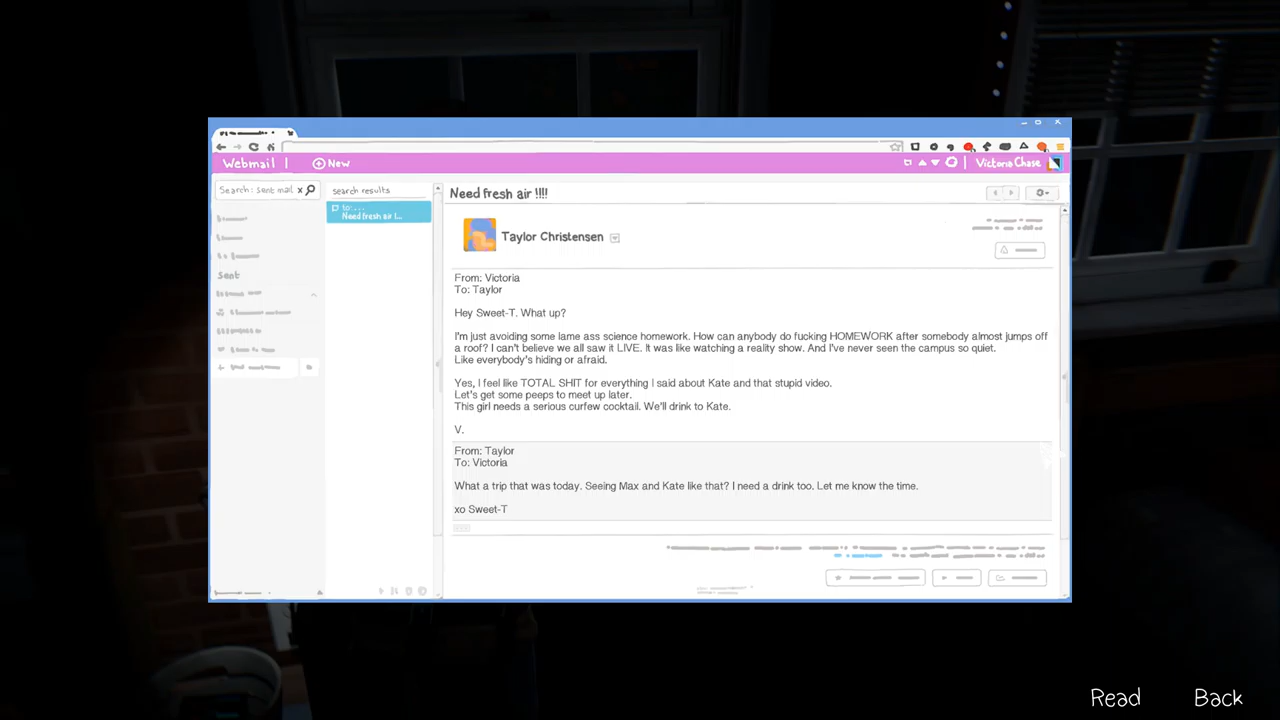 Webmail | New
Victoria Chase
Search: sent mail x
search results
Need fresh air !!!!
to:...
Need fresh air !...
Taylor Christensen
Sent
From: Victoria
To: Taylor
Hey Sweet-T. What up?
I'm just avoiding some lame ass science homework. How can anybody do fucking HOMEWORK after somebody almost jumps off
a roof? I can't believe we all saw it LIVE. It was like watching a reality show. And I've never seen the campus so quiet.
Like everybody's hiding or afraid.
Yes, I feel like TOTAL SHIT for everything I said about Kate and that stupid video.
Let's get some peeps to meet up later.
This girl needs a serious curfew cocktail. We'll drink to Kate.
V.
From: Taylor
To: Victoria
What a trip that was today. Seeing Max and Kate like that? I need a drink too. Let me know the time.
xo Sweet-T
Read Back